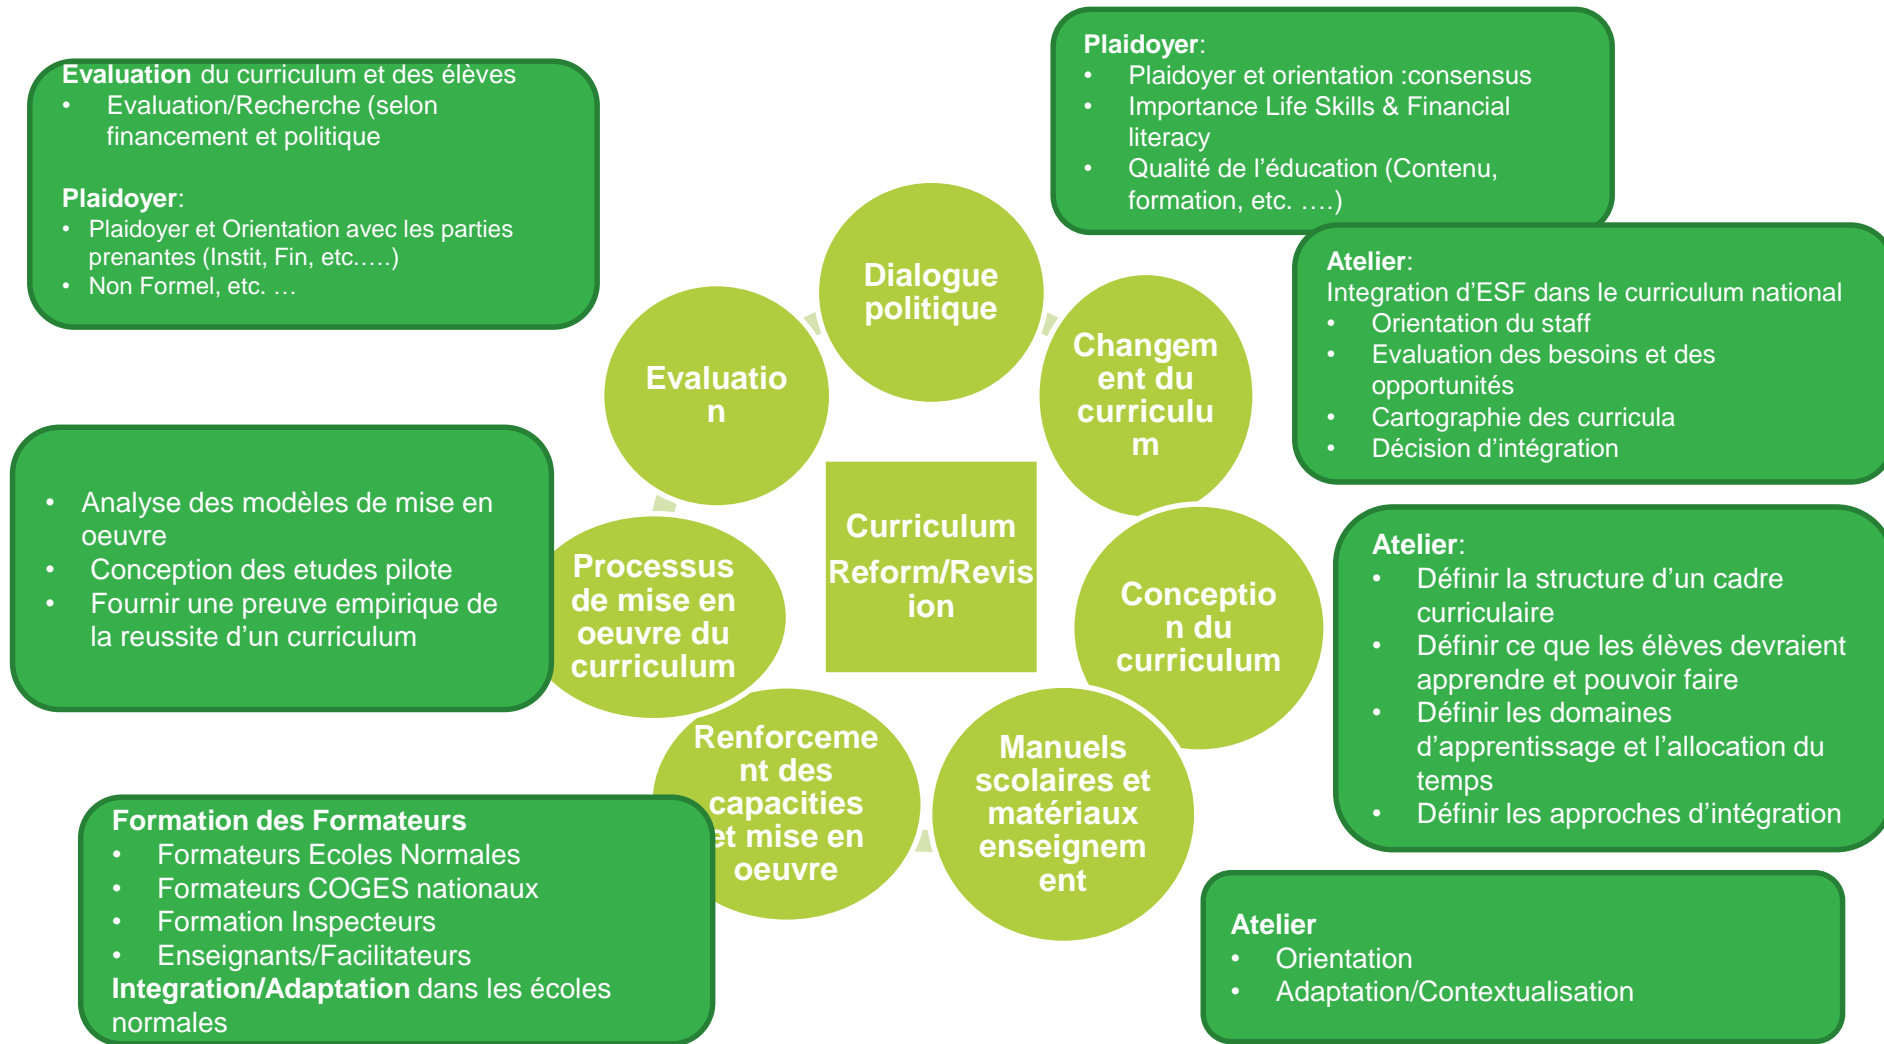 Evaluation du curriculum et des élèves
• Evaluation/Recherche (selon
financement et politique
Plaidoyer:
• Plaidoyer et Orientation avec les parties
prenantes (Instit, Fin, etc.….)
• Non Formel, etc. …
Plaidoyer:
• Plaidoyer et orientation :consensus
• Importance Life Skills & Financial
literacy
• Qualité de l’éducation (Contenu,
formation, etc. ….)
Atelier:
Integration d’ESF dans le curriculum national
• Orientation du staff
• Evaluation des besoins et des
opportunités
• Cartographie des curricula
• Décision d’intégration
Dialogue
politique
Changem
ent du
curriculu
m
Evaluatio
n
Curriculum
Reform/Revis
ion
• Analyse des modèles de mise en
oeuvre
• Conception des etudes pilote
• Fournir une preuve empirique de
la reussite d’un curriculum
Processus
de mise en
oeuvre du
curriculum
Conceptio
n du
curriculum
Atelier:
• Définir la structure d’un cadre
curriculaire
• Définir ce que les élèves devraient
apprendre et pouvoir faire
• Définir les domaines
d’apprentissage et l’allocation du
temps
• Définir les approches d’intégration
Renforceme
nt des
capacities
et mise en
oeuvre
Manuels
scolaires et
matériaux
enseignem
ent
Formation des Formateurs
• Formateurs Ecoles Normales
• Formateurs COGES nationaux
• Formation Inspecteurs
• Enseignants/Facilitateurs
Integration/Adaptation dans les écoles
normales
Atelier
• Orientation
• Adaptation/Contextualisation